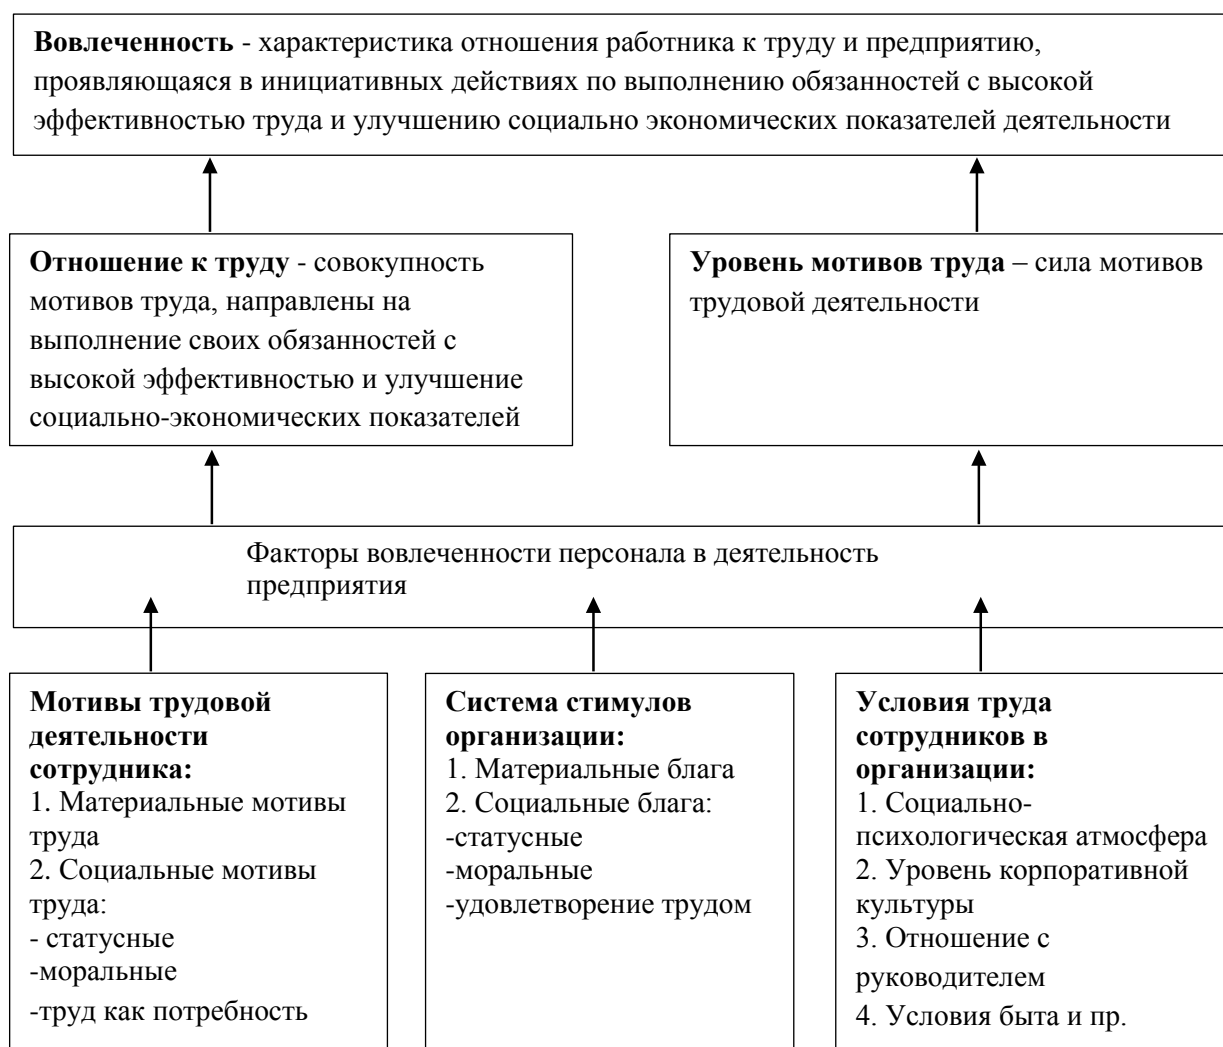 Вовлеченность - характеристика отношения работника к труду и предприятию,
проявляющаяся в инициативных действиях по выполнению обязанностей с высокой
эффективностью труда и улучшению социально экономических показателей деятельности
Отношение к труду - совокупность
мотивов труда, направлены на
выполнение своих обязанностей с
высокой эффективностью и улучшение
социально-экономических показателей
Уровень мотивов труда – сила мотивов
трудовой деятельности
Факторы вовлеченности персонала в деятельность
предприятия
Мотивы трудовой
деятельности
сотрудника:
1. Материальные мотивы
труда
2. Социальные мотивы
труда:
- статусные
-моральные
-труд как потребность
Система стимулов
организации:
1. Материальные блага
2. Социальные блага:
-статусные
-моральные
-удовлетворение трудом
Условия труда
сотрудников в
организации:
1. Социально-
психологическая атмосфера
2. Уровень корпоративной
культуры
3. Отношение с
руководителем
4. Условия быта и пр.